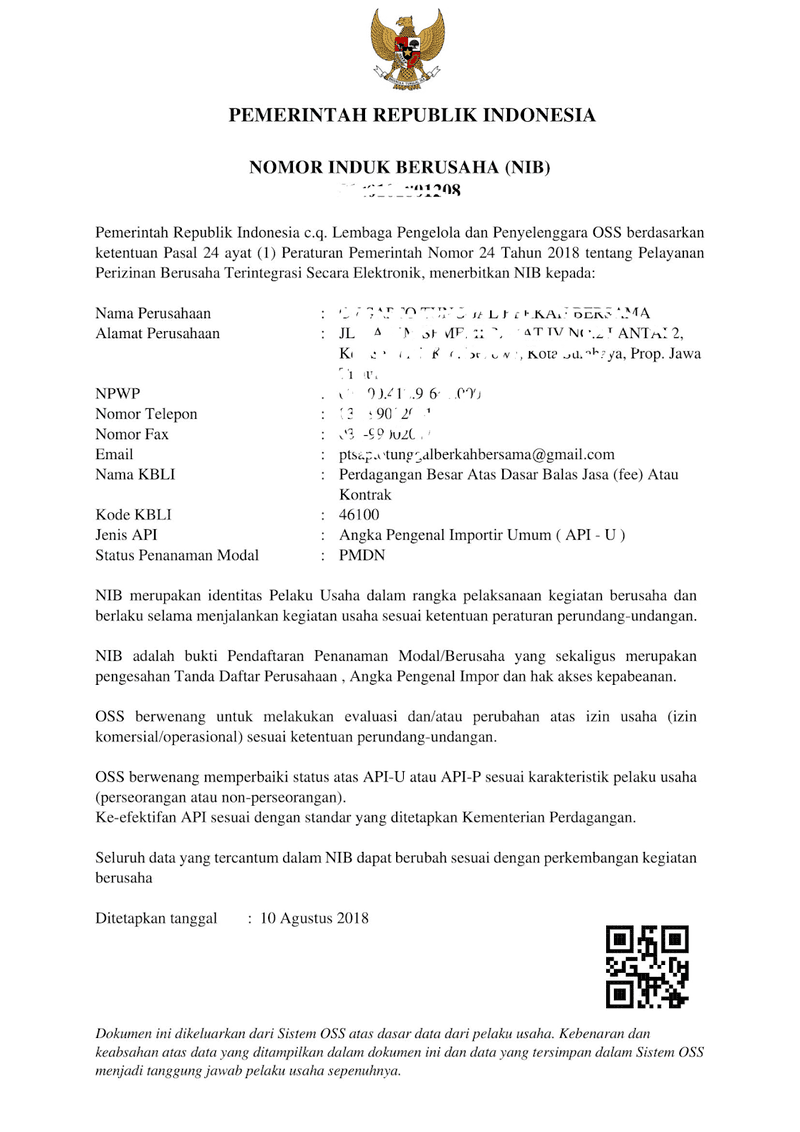 PEMERINTAH REPUBLIK INDONESIA
NOMOR INDUK BERUSAHA (NIB)
Pemerintah Republik Indonesia c.q. Lembaga Pengelola dan Penyelenggara OSS berdasarkan
ketentuan Pasal 24 ayat (1) Peraturan Pemerintah Nomor 24 Tahun 2018 tentang Pelayanan
Perizinan Berusaha Terintegrasi Secara Elektronik, menerbitkan NIB kepada:
Nama Perusahaan : BERSAMA
Alamat Perusahaan : JL 2,
Kota Surabaya, Prop. Jawa
NPWP :
Nomor Telepon :
Nomor Fax :
Email :
Nama KBLI : Perdagangan Besar Atas Dasar Balas Jasa (fee) Atau
Kontrak
Kode KBLI : 46100
Jenis API : Angka Pengenal Importir Umum ( API - U )
Status Penanaman Modal : PMDN
NIB merupakan identitas Pelaku Usaha dalam rangka pelaksanaan kegiatan berusaha dan
berlaku selama menjalankan kegiatan usaha sesuai ketentuan peraturan perundang-undangan.
NIB adalah bukti Pendaftaran Penanaman Modal/Berusaha yang sekaligus merupakan
pengesahan Tanda Daftar Perusahaan , Angka Pengenal Impor dan hak akses kepabeanan.
OSS berwenang untuk melakukan evaluasi dan/atau perubahan atas izin usaha (izin
komersial/operasional) sesuai ketentuan perundang-undangan.
OSS berwenang memperbaiki status atas API-U atau API-P sesuai karakteristik pelaku usaha
(perseorangan atau non-perseorangan).
Ke-efektifan API sesuai dengan standar yang ditetapkan Kementerian Perdagangan.
Seluruh data yang tercantum dalam NIB dapat berubah sesuai dengan perkembangan kegiatan
berusaha
Ditetapkan tanggal : 10 Agustus 2018
Dokumen ini dikeluarkan dari Sistem OSS atas dasar data dari pelaku usaha. Kebenaran dan
keabsahan atas data yang ditampilkan dalam dokumen ini dan data yang tersimpan dalam Sistem OSS
menjadi tanggung jawab pelaku usaha sepenuhnya.